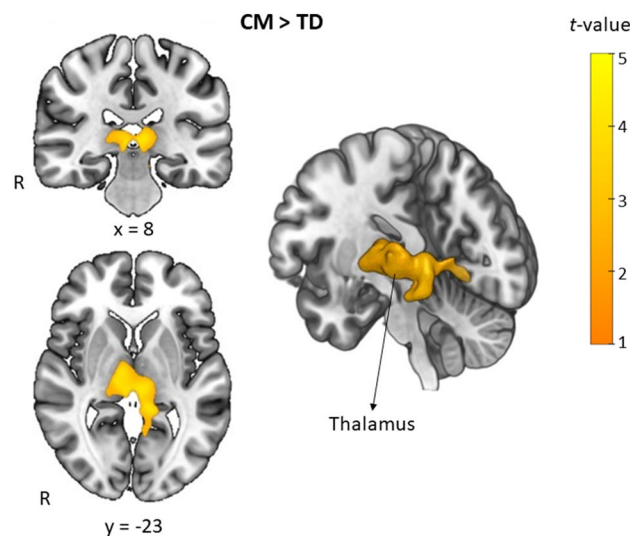 CM > TD
t-value
5
4
3
2
1
R
x = 8
Thalamus
R
y = -23